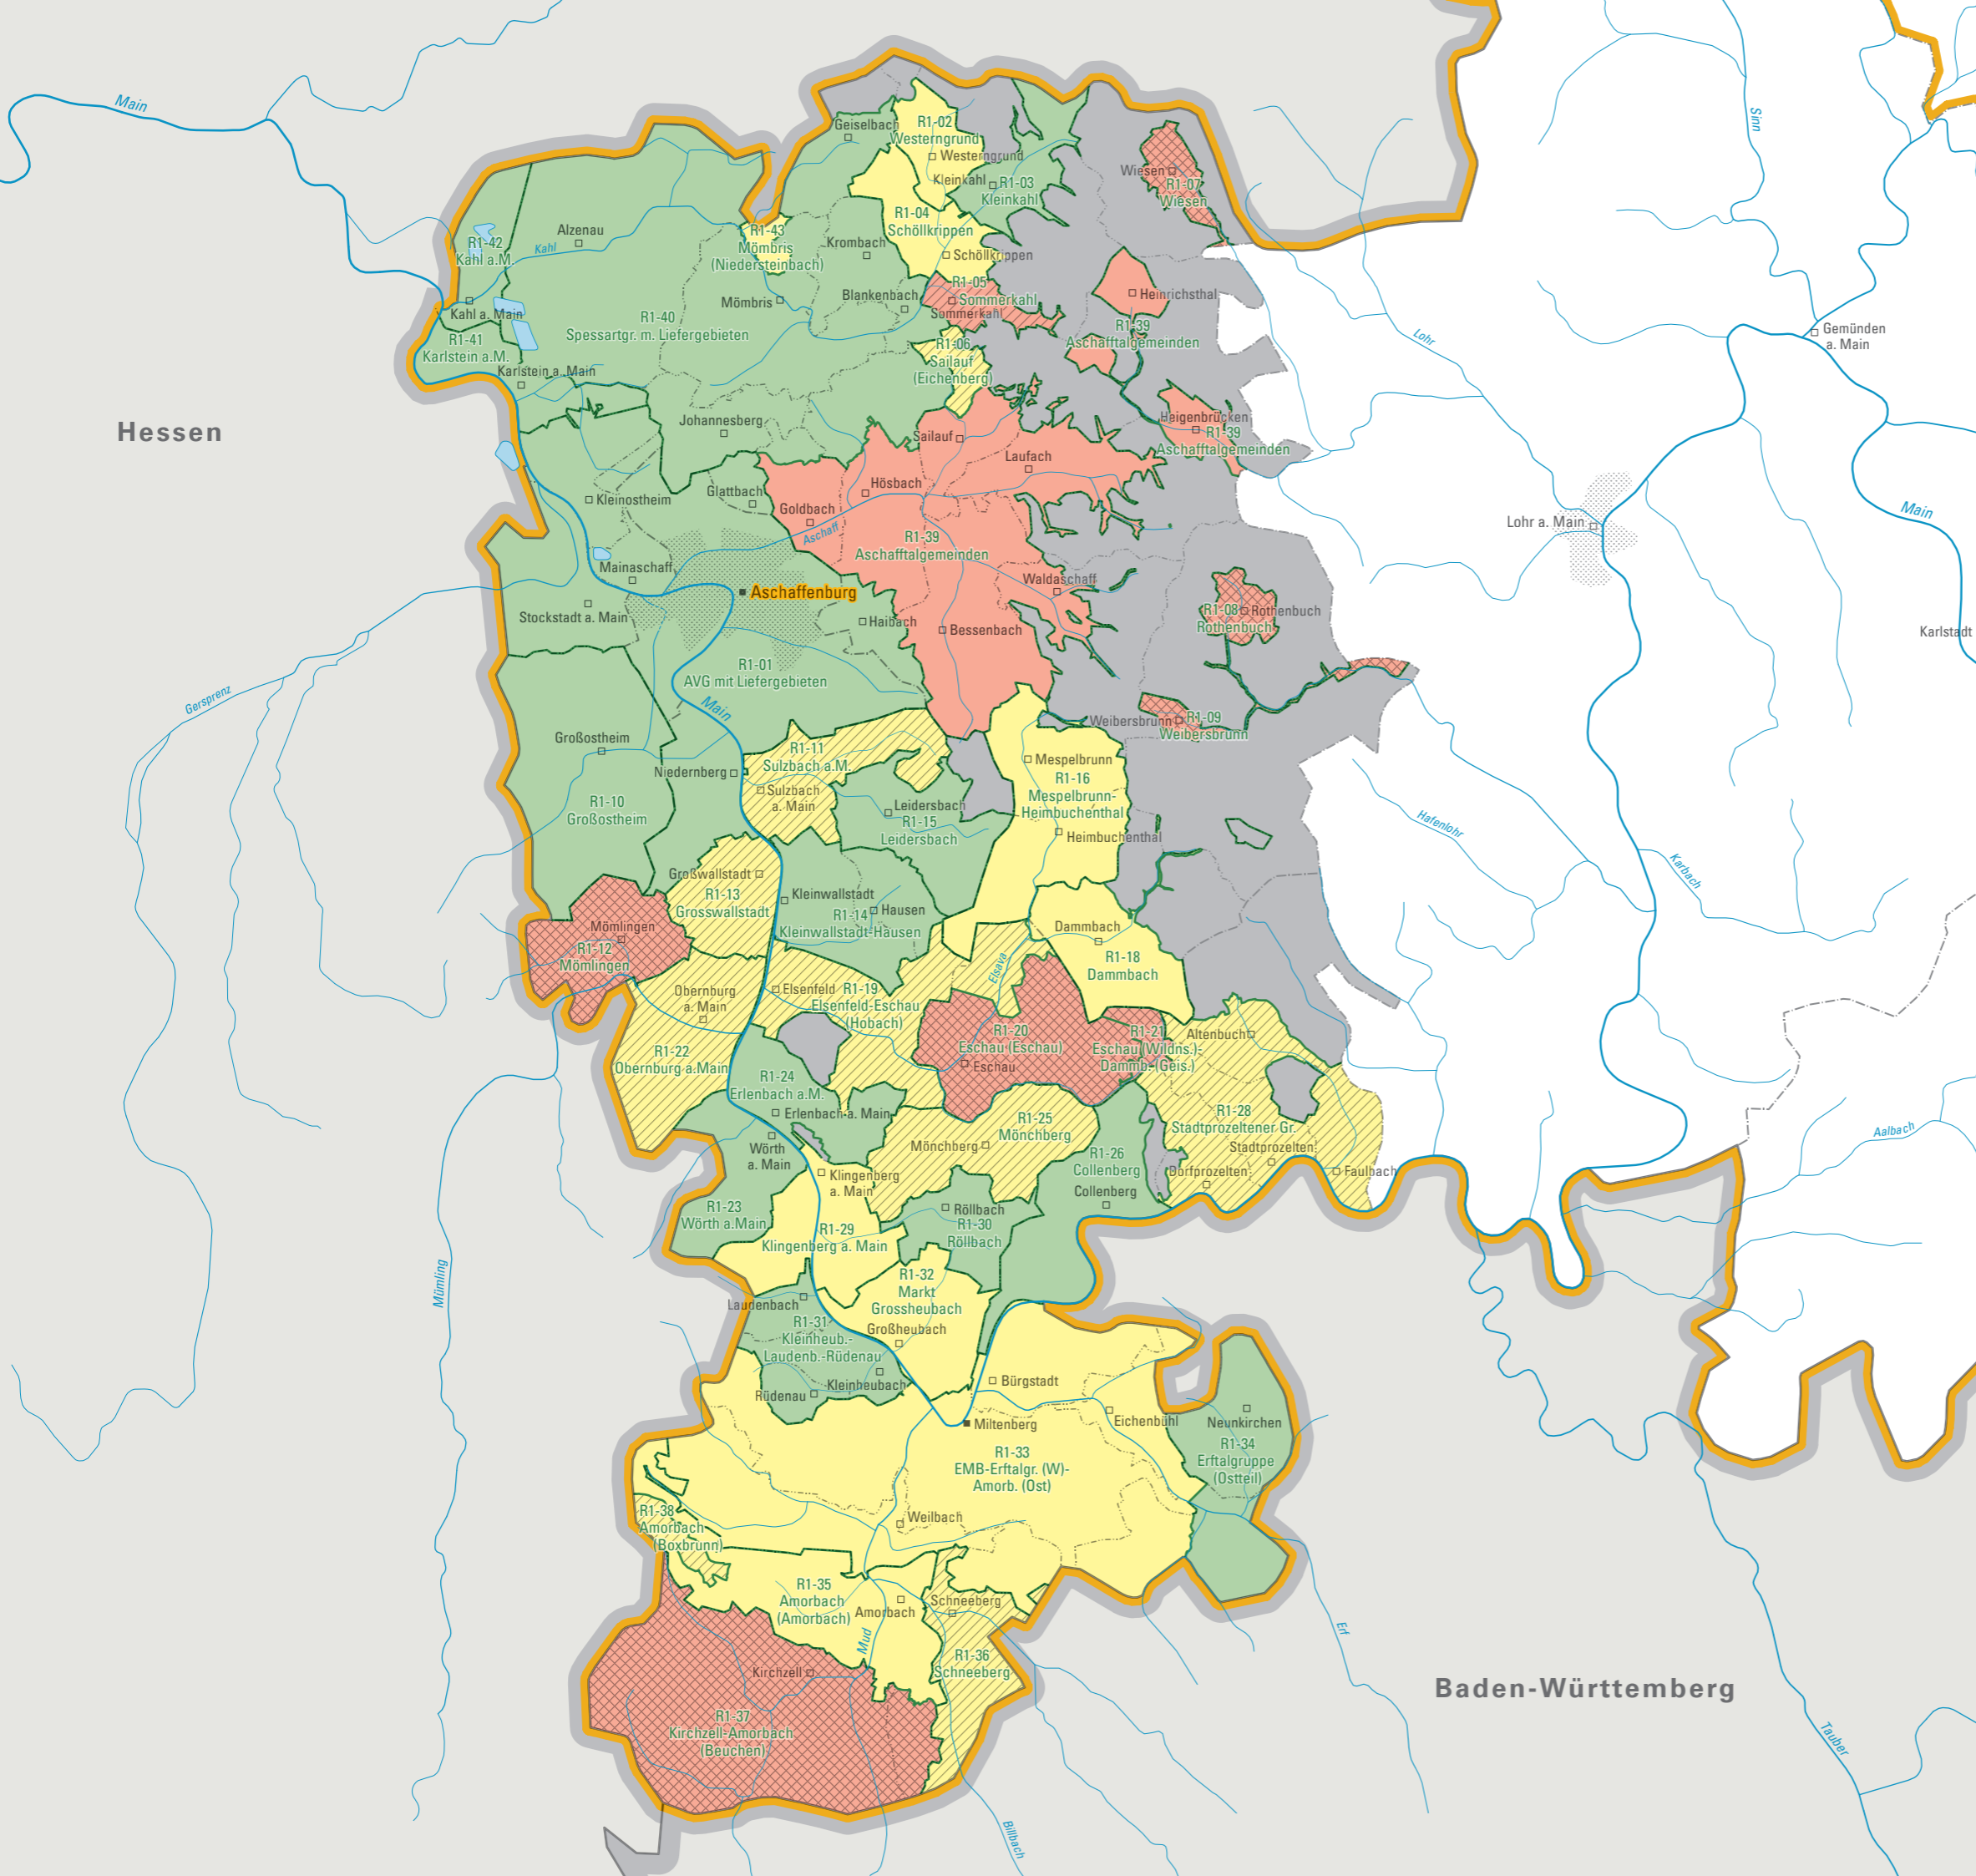 Main
Sinn
Geiselbach
R1-02
Westerngrund
Westerngrund
Wiesen
R1-07
Wiesen
Kleinkahl
R1-03
Kleinkahl
R1-04
Schöllkrippen
Schöllkrippen
R1-42
Kahl a.M.
Alzenau
Kahl
R1-43
Mömbris
(Niedersteinbach)
Krombach
Kahl a. Main
Mömbris
Blankenbach
R1-05
Sommerkahl
Sommerkahl
Heinrichsthal
R1-40
Spessartgr. m. Liefergebieten
R1-41
Karlstein a.M.
Karlstein a. Main
R1-06
Sailauf
(Eichenberg)
R1-39
Aschafftalgemeinden
Lohr
Gemünden
a. Main
Hessen
Johannesberg
Sailauf
Heigenbrücken
R1-39
Aschafftalgemeinden
Laufach
Kleinostheim
Glattbach
Hösbach
Goldbach
Aschaff
R1-39
Aschafftalgemeinden
Lohr a. Main
Main
Mainaschaff
Aschaffenburg
Waldaschaff
Stockstadt a. Main
Haibach
Bessenbach
R1-08
Rothenbuch
Rothenbuch
Karlstadt
R1-01
AVG mit Liefergebieten
Gersprenz
Main
Weibersbrunn
R1-09
Weibersbrunn
Großostheim
Niedernberg
R1-11
Sulzbach a.M.
Sulzbach
a. Main
Mespelbrunn
R1-16
Mespelbrunn-
Heimbuchenthal
Heimbuchenthal
R1-10
Großostheim
Leidersbach
R1-15
Leidersbach
Hafenlohr
Karbach
Großwallstadt
R1-13
Grosswallstadt
Kleinwallstadt
Hausen
R1-14
Kleinwallstadt-Hausen
Mömlingen
R1-12
Mömlingen
Dammbach
R1-18
Dammbach
Elsava
Obernburg
a. Main
Elsenfeld
R1-19
Elsenfeld-Eschau
(Hobach)
R1-20
Eschau (Eschau)
Eschau
R1-21
Eschau (Wildns.)-
Dammb. (Geis.)
Altenbuch
R1-22
Obernburg a.Main
R1-24
Erlenbach a.M.
Erlenbach a. Main
R1-25
Mönchberg
Mönchberg
R1-28
Stadtprozeltener Gr.
Stadtprozelten
Dorfprozelten
Faulbach
Aalbach
Wörth
a. Main
Klingenberg
a. Main
R1-26
Collenberg
Collenberg
R1-23
Wörth a.Main
R1-29
Klingenberg a. Main
Röllbach
R1-30
Röllbach
Mümling
R1-32
Markt
Grossheubach
Großheubach
Laudenbach
R1-31
Kleinheub.-
Laudenb.-Rüdenau
Kleinheubach
Rüdenau
Bürgstadt
Miltenberg
Eichenbühl
Neunkirchen
R1-34
Erftalgruppe
(Ostteil)
R1-33
EMB-Erftalgr. (W)-
Amorb. (Ost)
Weilbach
R1-38
Amorbach
(Boxbrunn)
R1-35
Amorbach
(Amorbach)
Amorbach
Schneeberg
Mud
R1-36
Schneeberg
Erf
Kirchzell
R1-37
Kirchzell-Amorbach
(Beuchen)
Baden-Württemberg
Tauber
Billbach